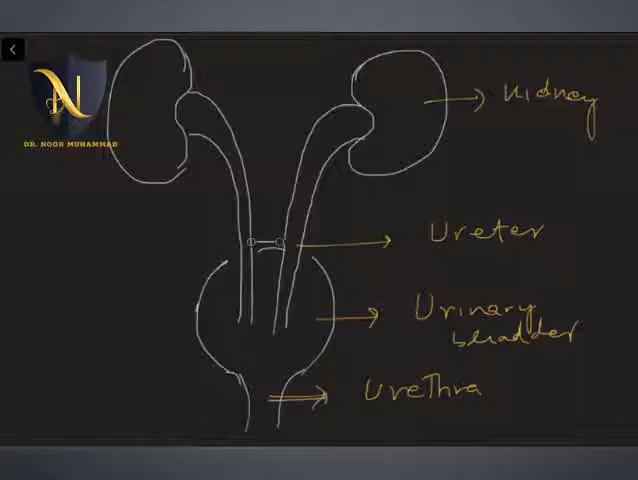 N
DR. NOOR MUHAMMAD
Kidney
Ureter
Urinary
bladder
Urethra